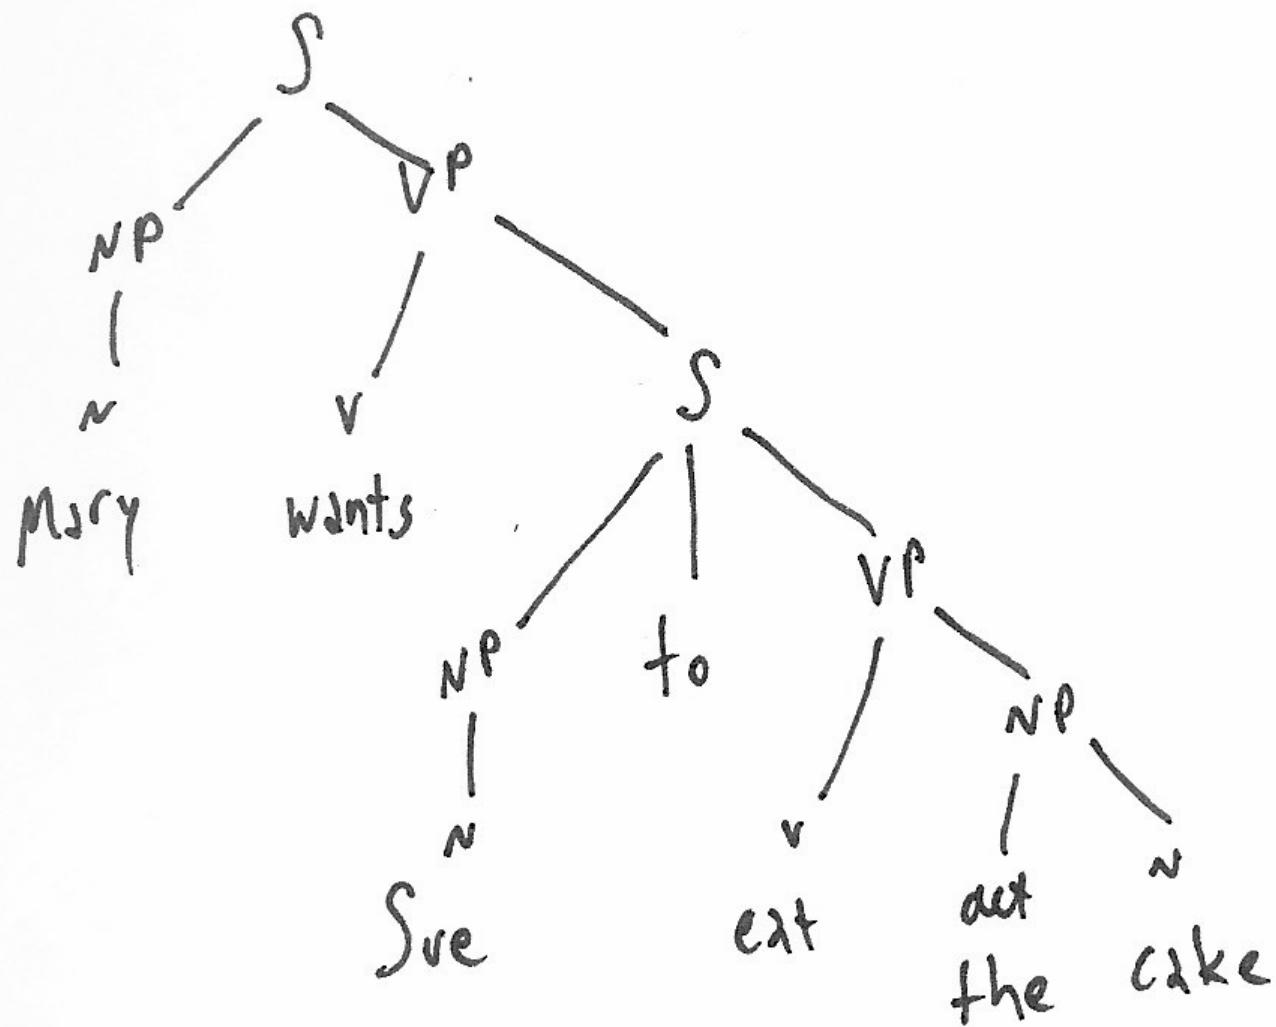 S
NP VP
N V S
Mary wants
NP to VP
N V NP
Sue eat det N
the cake